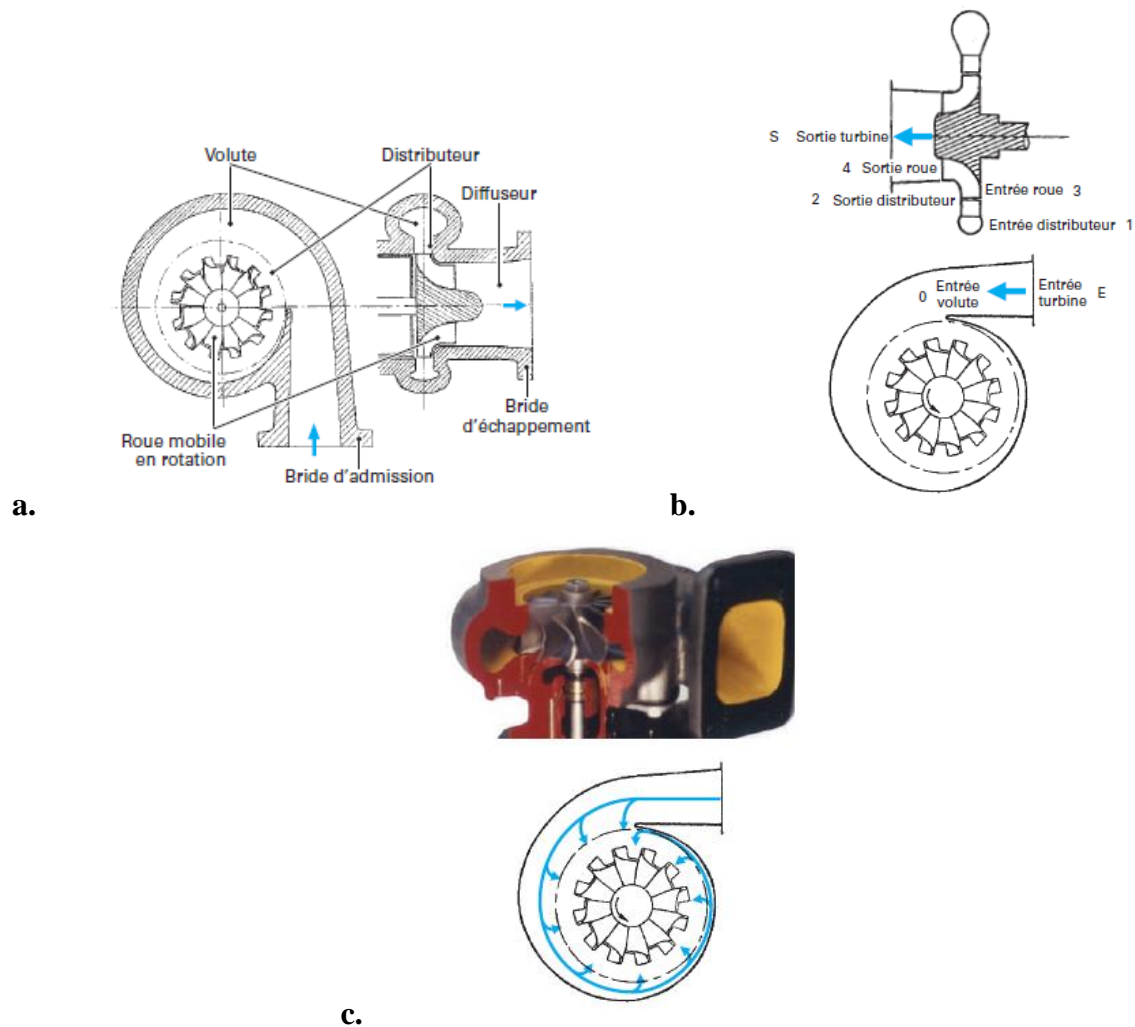 Volute
Distributeur
Diffuseur
Roue mobile
en rotation
Bride d'admission
Bride
d'échappement
a.
S Sortie turbine
4 Sortie roue
2 Sortie distributeur
Entrée roue 3
Entrée distributeur 1
0 Entrée
volute
Entrée
turbine E
b.
c.